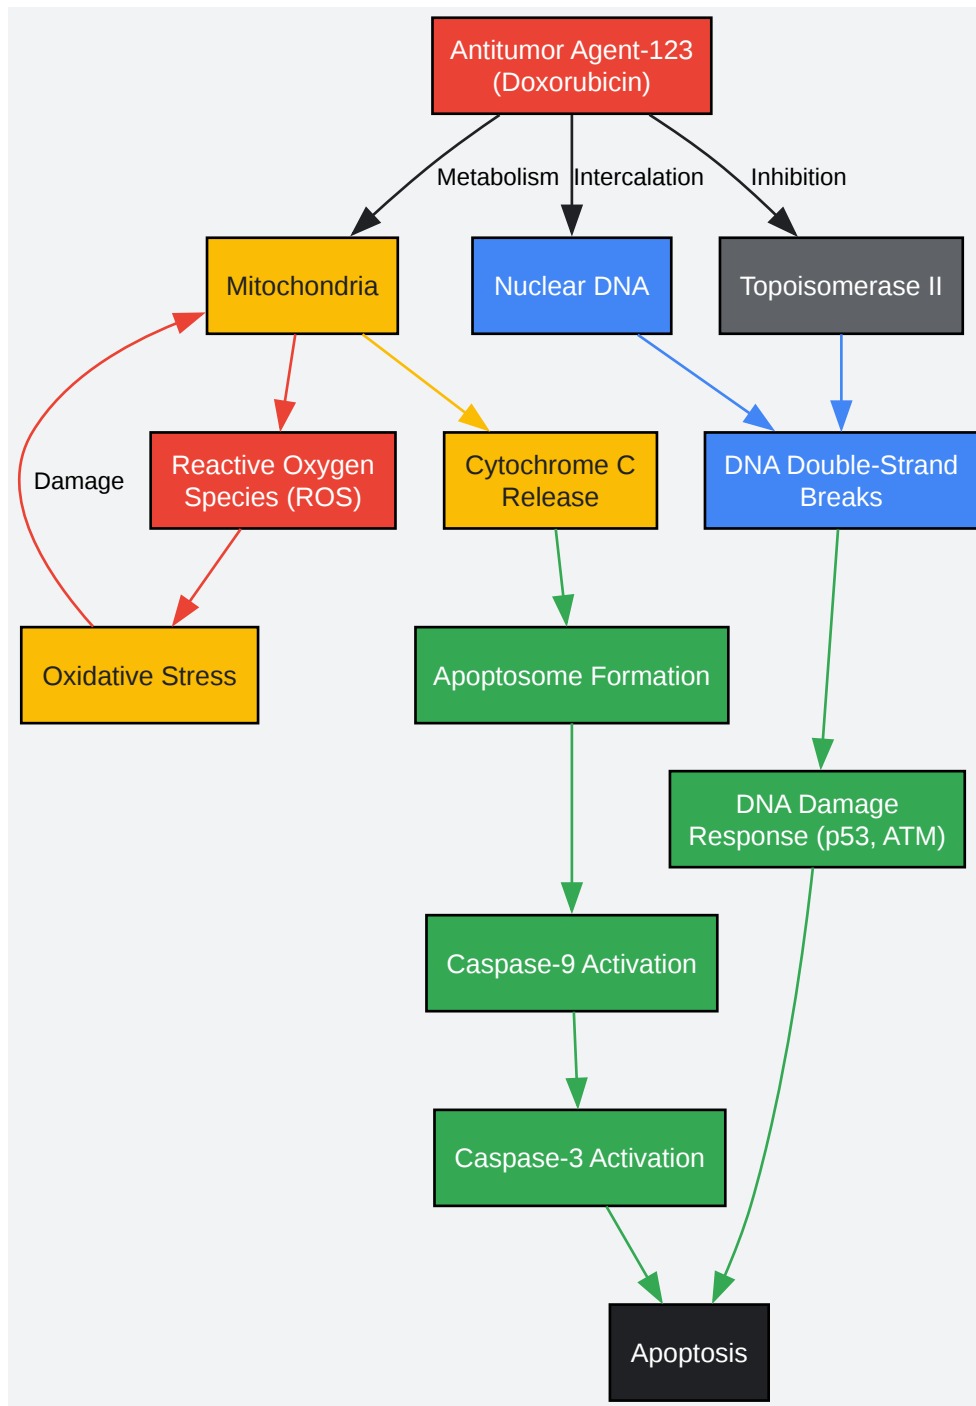 Antitumor Agent-123
(Doxorubicin)
Metabolism
Intercalation
Inhibition
Mitochondria
Nuclear DNA
Topoisomerase II
Reactive Oxygen
Species (ROS)
Cytochrome C
Release
DNA Double-Strand
Breaks
Damage
Oxidative Stress
Apoptosome Formation
DNA Damage
Response (p53, ATM)
Caspase-9 Activation
Caspase-3 Activation
Apoptosis